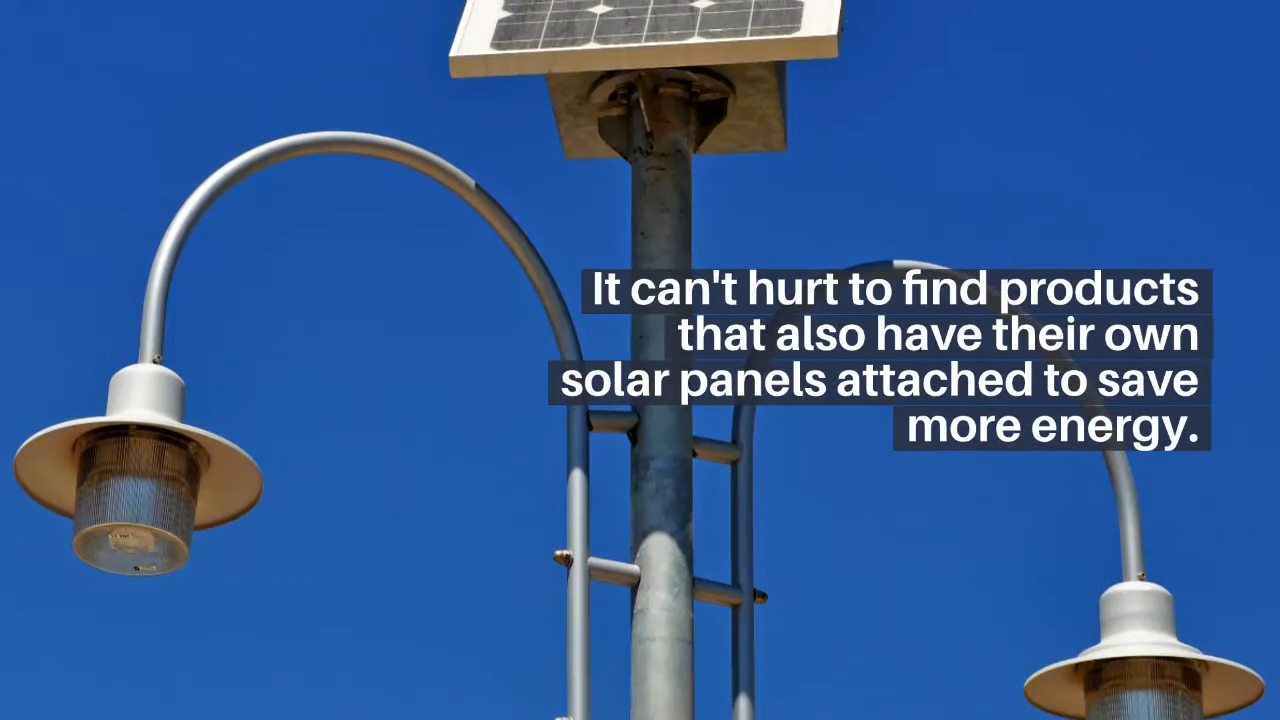 It can't hurt to find products
that also have their own
solar panels attached to save
more energy.